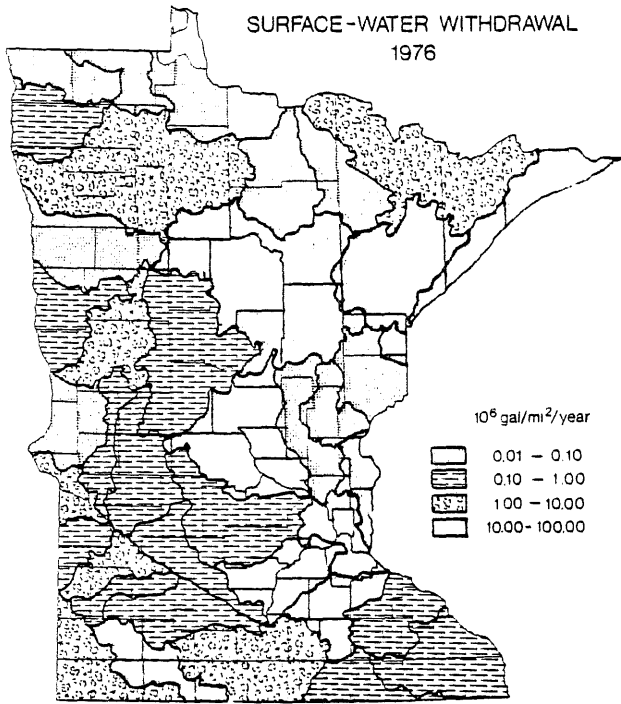 SURFACE-WATER WITHDRAWAL
1976
10⁶ gal/mi²/year
0.01 – 0.10
0.10 – 1.00
1.00 – 10.00
10.00-100.00